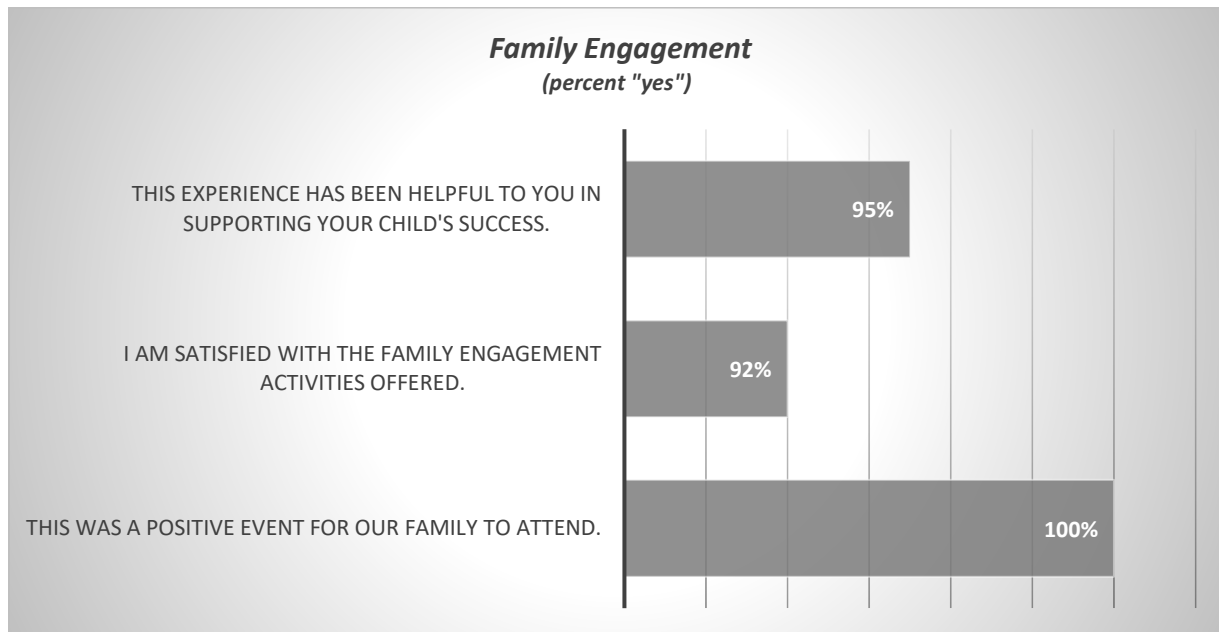 Family Engagement
(percent "yes")
THIS EXPERIENCE HAS BEEN HELPFUL TO YOU IN
SUPPORTING YOUR CHILD'S SUCCESS.
95%
I AM SATISFIED WITH THE FAMILY ENGAGEMENT
ACTIVITIES OFFERED.
92%
THIS WAS A POSITIVE EVENT FOR OUR FAMILY TO ATTEND.
100%